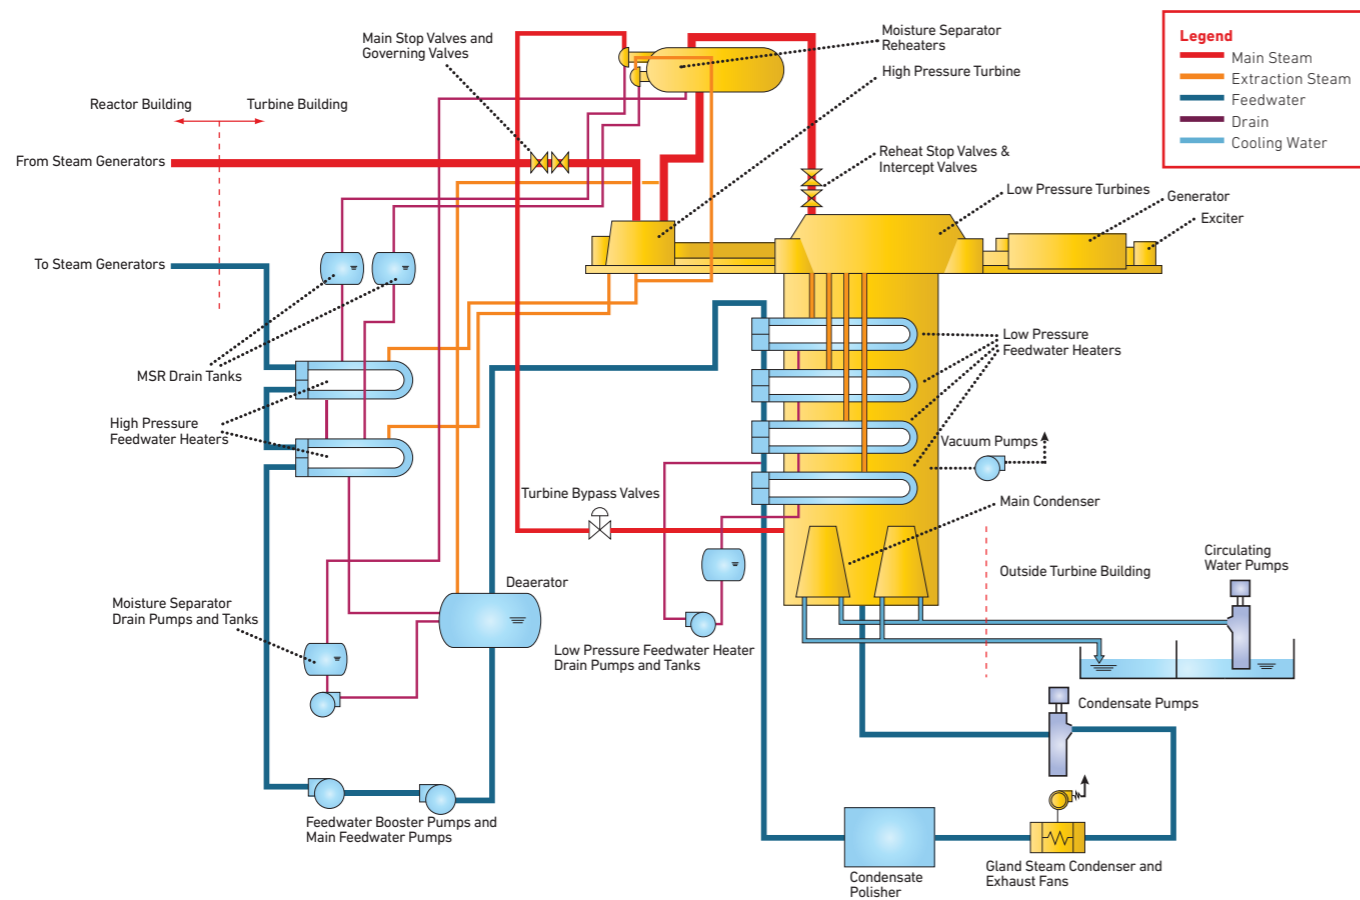 Main Stop Valves and
Governing Valves
Moisture Separator
Reheaters
High Pressure Turbine
Legend
Main Steam
Extraction Steam
Feedwater
Drain
Cooling Water
Reactor Building
Turbine Building
From Steam Generators
Reheat Stop Valves &
Intercept Valves
Low Pressure Turbines
Generator
Exciter
To Steam Generators
MSR Drain Tanks
Low Pressure
Feedwater Heaters
High Pressure
Feedwater Heaters
Vacuum Pumps
Turbine Bypass Valves
Main Condenser
Circulating
Water Pumps
Outside Turbine Building
Deaerator
Moisture Separator
Drain Pumps and Tanks
Low Pressure Feedwater Heater
Drain Pumps and Tanks
Condensate Pumps
Feedwater Booster Pumps and
Main Feedwater Pumps
Condensate
Polisher
Gland Steam Condenser and
Exhaust Fans